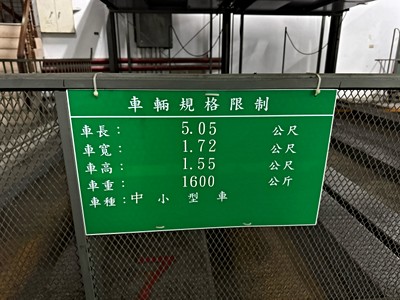 車輛規格限制
車長： 5.05 公尺
車寬： 1.72 公尺
車高： 1.55 公尺
車重： 1600 公斤
車種：中小型車
7